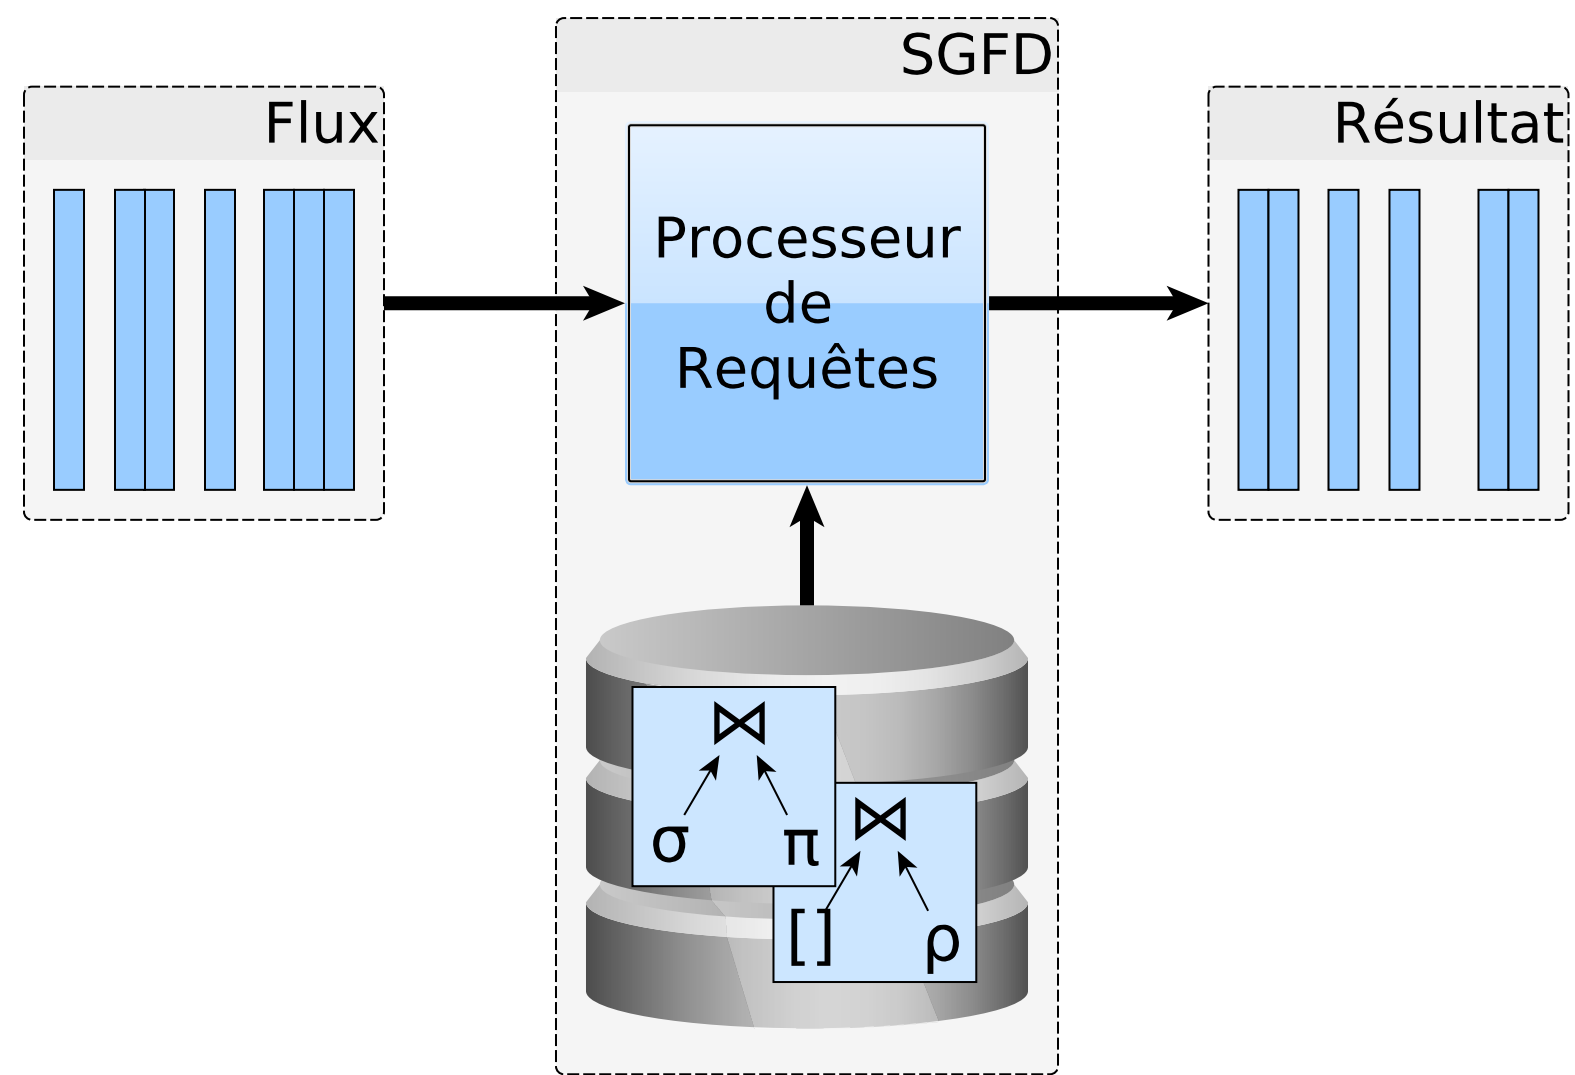 SGFD
Flux
Résultat
Processeur
de
Requêtes
⋈
σ π
⋈
[] ρ